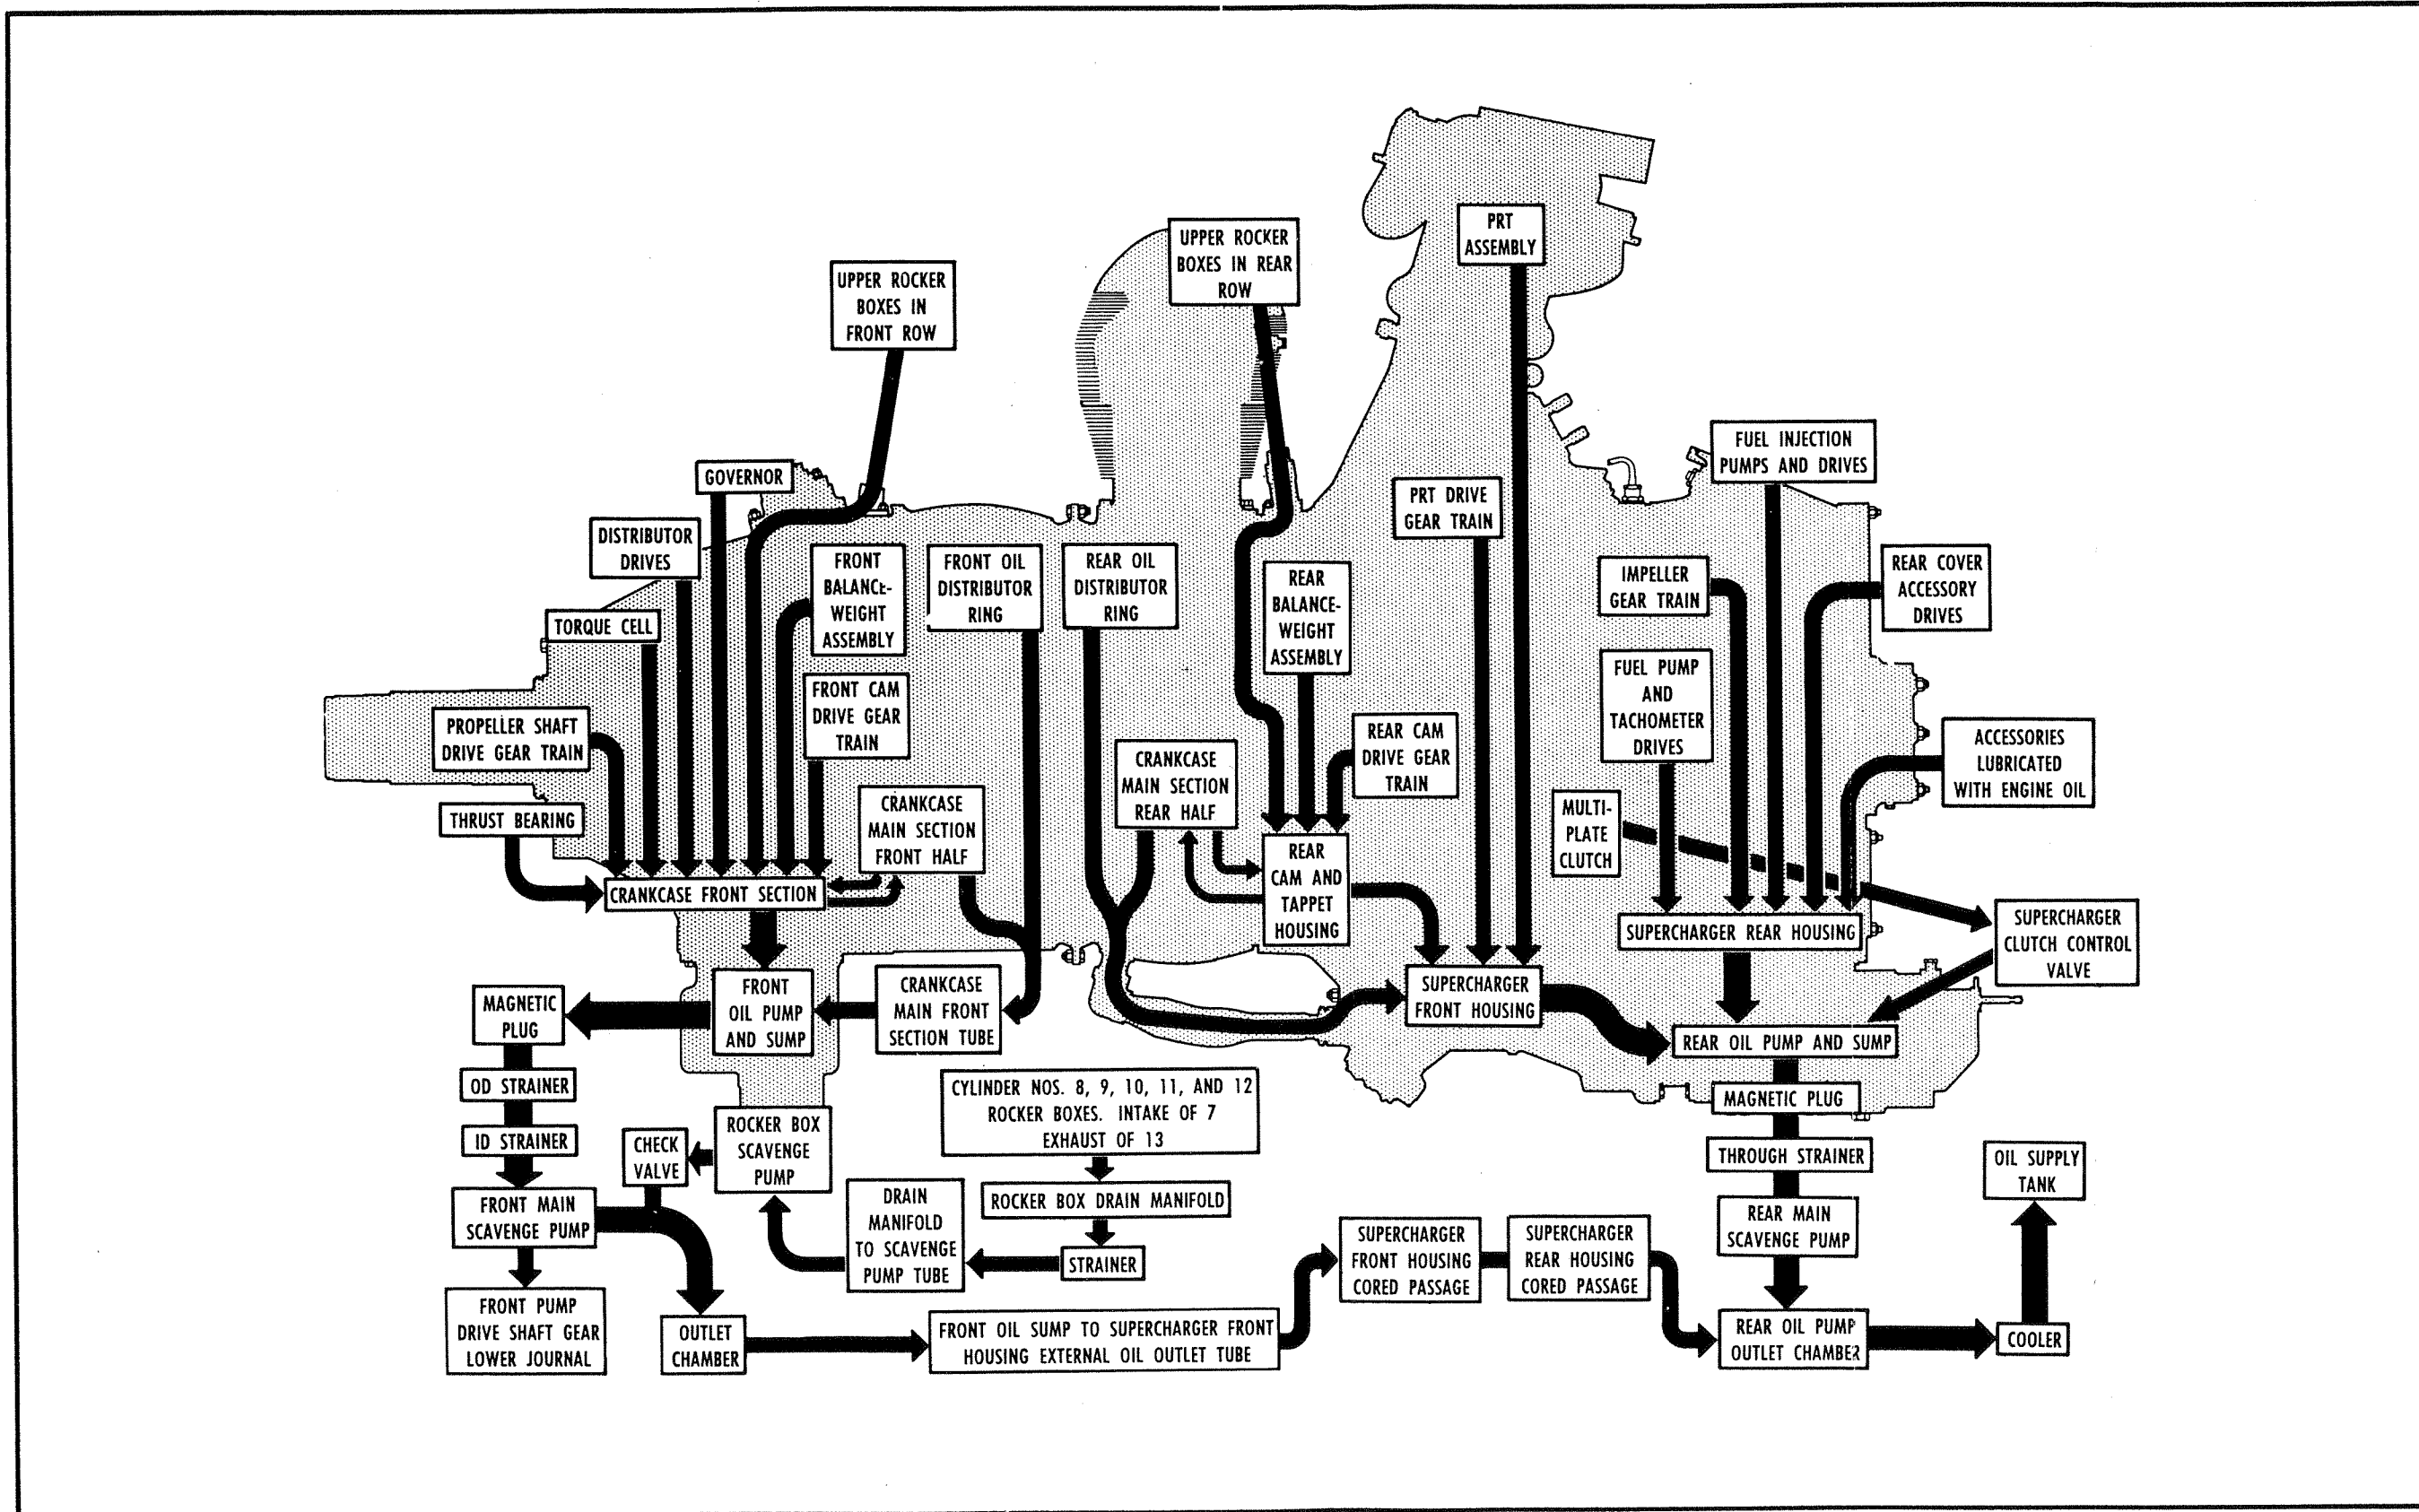 PRT
ASSEMBLY
UPPER ROCKER
BOXES IN REAR
ROW
UPPER ROCKER
BOXES IN
FRONT ROW
FUEL INJECTION
PUMPS AND DRIVES
GOVERNOR
PRT DRIVE
GEAR TRAIN
DISTRIBUTOR
DRIVES
FRONT
BALANCE-
WEIGHT
ASSEMBLY
FRONT OIL
DISTRIBUTOR
RING
REAR OIL
DISTRIBUTOR
RING
REAR
BALANCE-
WEIGHT
ASSEMBLY
IMPELLER
GEAR TRAIN
REAR COVER
ACCESSORY
DRIVES
TORQUE CELL
FRONT CAM
DRIVE GEAR
TRAIN
FUEL PUMP
AND
TACHOMETER
DRIVES
PROPELLER SHAFT
DRIVE GEAR TRAIN
REAR CAM
DRIVE GEAR
TRAIN
ACCESSORIES
LUBRICATED
WITH ENGINE OIL
CRANKCASE
MAIN SECTION
REAR HALF
CRANKCASE
MAIN SECTION
FRONT HALF
MULTI-
PLATE
CLUTCH
THRUST BEARING
REAR
CAM AND
TAPPET
HOUSING
CRANKCASE FRONT SECTION
SUPERCHARGER REAR HOUSING
SUPERCHARGER
CLUTCH CONTROL
VALVE
FRONT
OIL PUMP
AND SUMP
CRANKCASE
MAIN FRONT
SECTION TUBE
SUPERCHARGER
FRONT HOUSING
MAGNETIC
PLUG
REAR OIL PUMP AND SUMP
OD STRAINER
CYLINDER NOS. 8, 9, 10, 11, AND 12
ROCKER BOXES. INTAKE OF 7
EXHAUST OF 13
MAGNETIC PLUG
ID STRAINER
CHECK
VALVE
ROCKER BOX
SCAVENGE
PUMP
THROUGH STRAINER
OIL SUPPLY
TANK
FRONT MAIN
SCAVENGE PUMP
DRAIN
MANIFOLD
TO SCAVENGE
PUMP TUBE
ROCKER BOX DRAIN MANIFOLD
STRAINER
SUPERCHARGER
FRONT HOUSING
CORED PASSAGE
SUPERCHARGER
REAR HOUSING
CORED PASSAGE
REAR MAIN
SCAVENGE PUMP
FRONT PUMP
DRIVE SHAFT GEAR
LOWER JOURNAL
OUTLET
CHAMBER
FRONT OIL SUMP TO SUPERCHARGER FRONT
HOUSING EXTERNAL OIL OUTLET TUBE
REAR OIL PUMP
OUTLET CHAMBER
COOLER